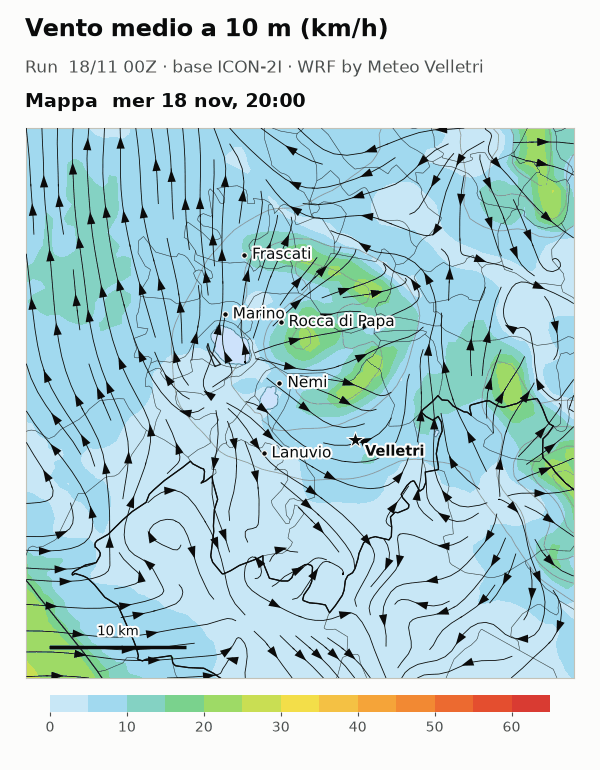 Vento medio a 10 m (km/h)
Run  18/11 00Z · base ICON-2I · WRF by Meteo Velletri
Mappa  mer 18 nov, 20:00
Frascati
Marino
Rocca di Papa
Nemi
Velletri
Lanuvio
10 km
0 10 20 30 40 50 60